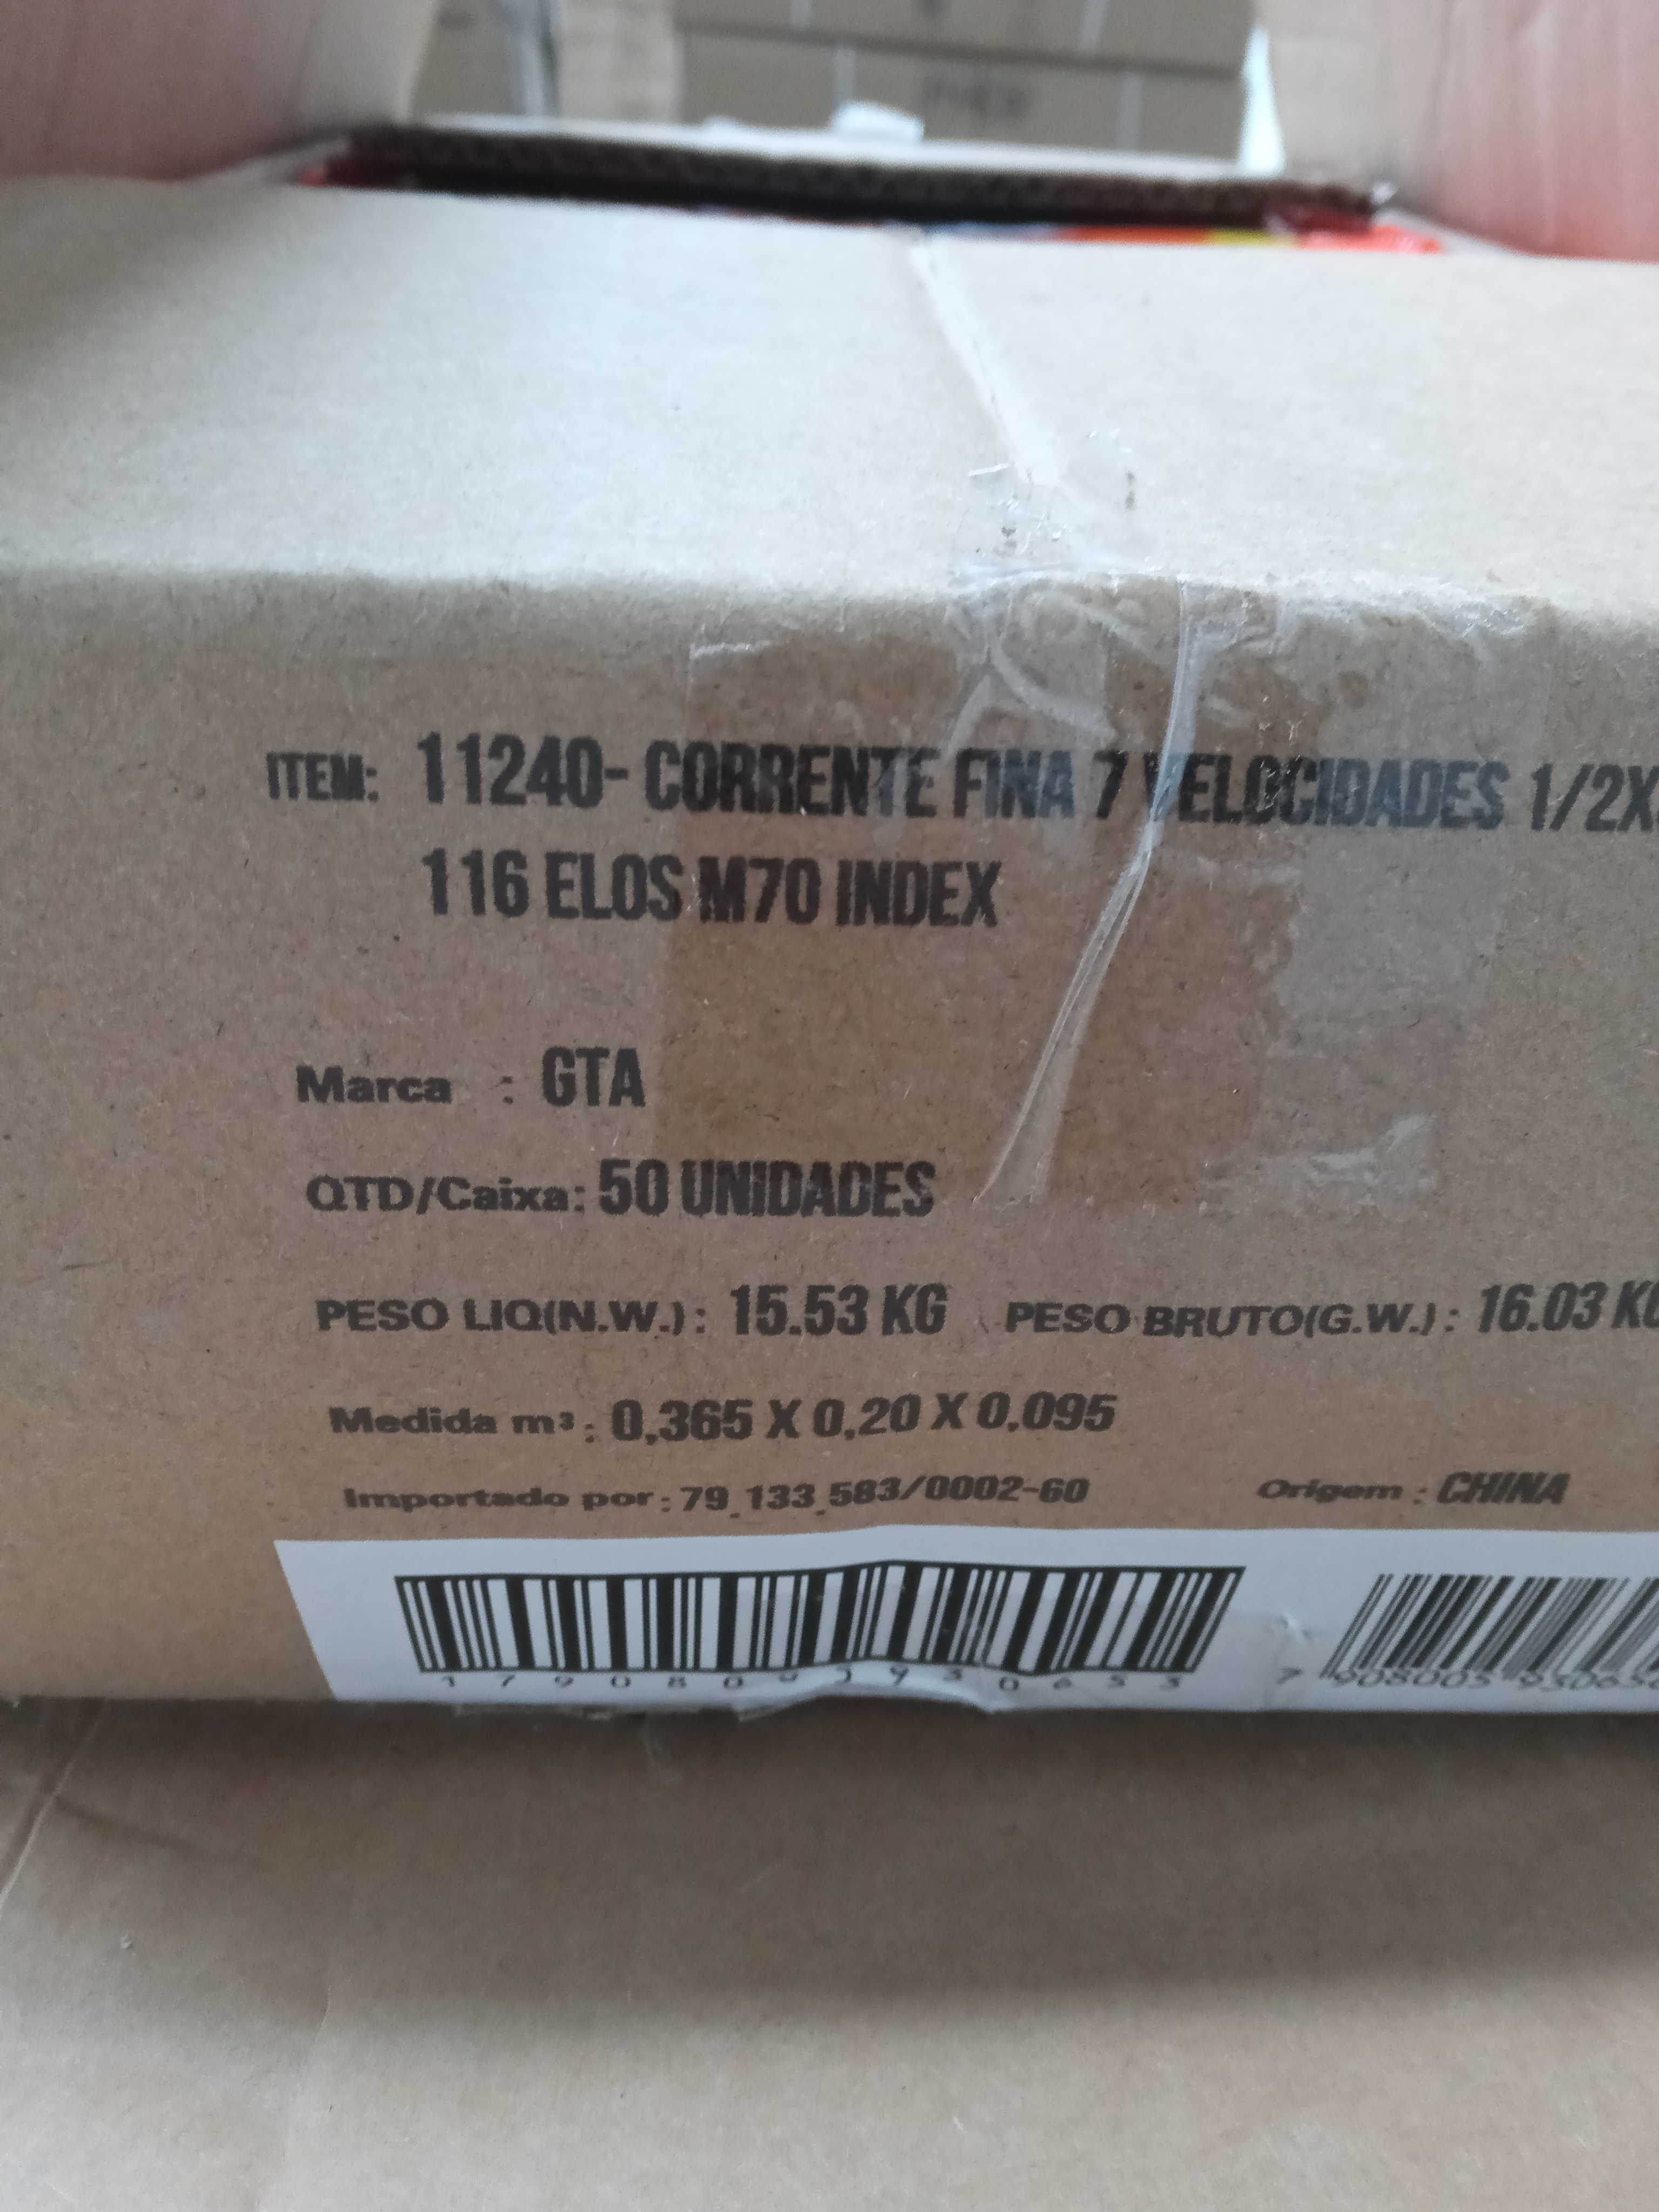 ITEM: 11240- CORRENTE FINA 7 VELOCIDADES 1/2X
116 ELOS M70 INDEX
Marca : GTA
QTD/Caixa: 50 UNIDADES
PESO LIQ(N.W.): 15.53 KG PESO BRUTO(G.W.): 16.03 KG
Medida m³: 0,365 X 0,20 X 0.095
Importado por: 79.133.583/0002-60 Origem: CHINA